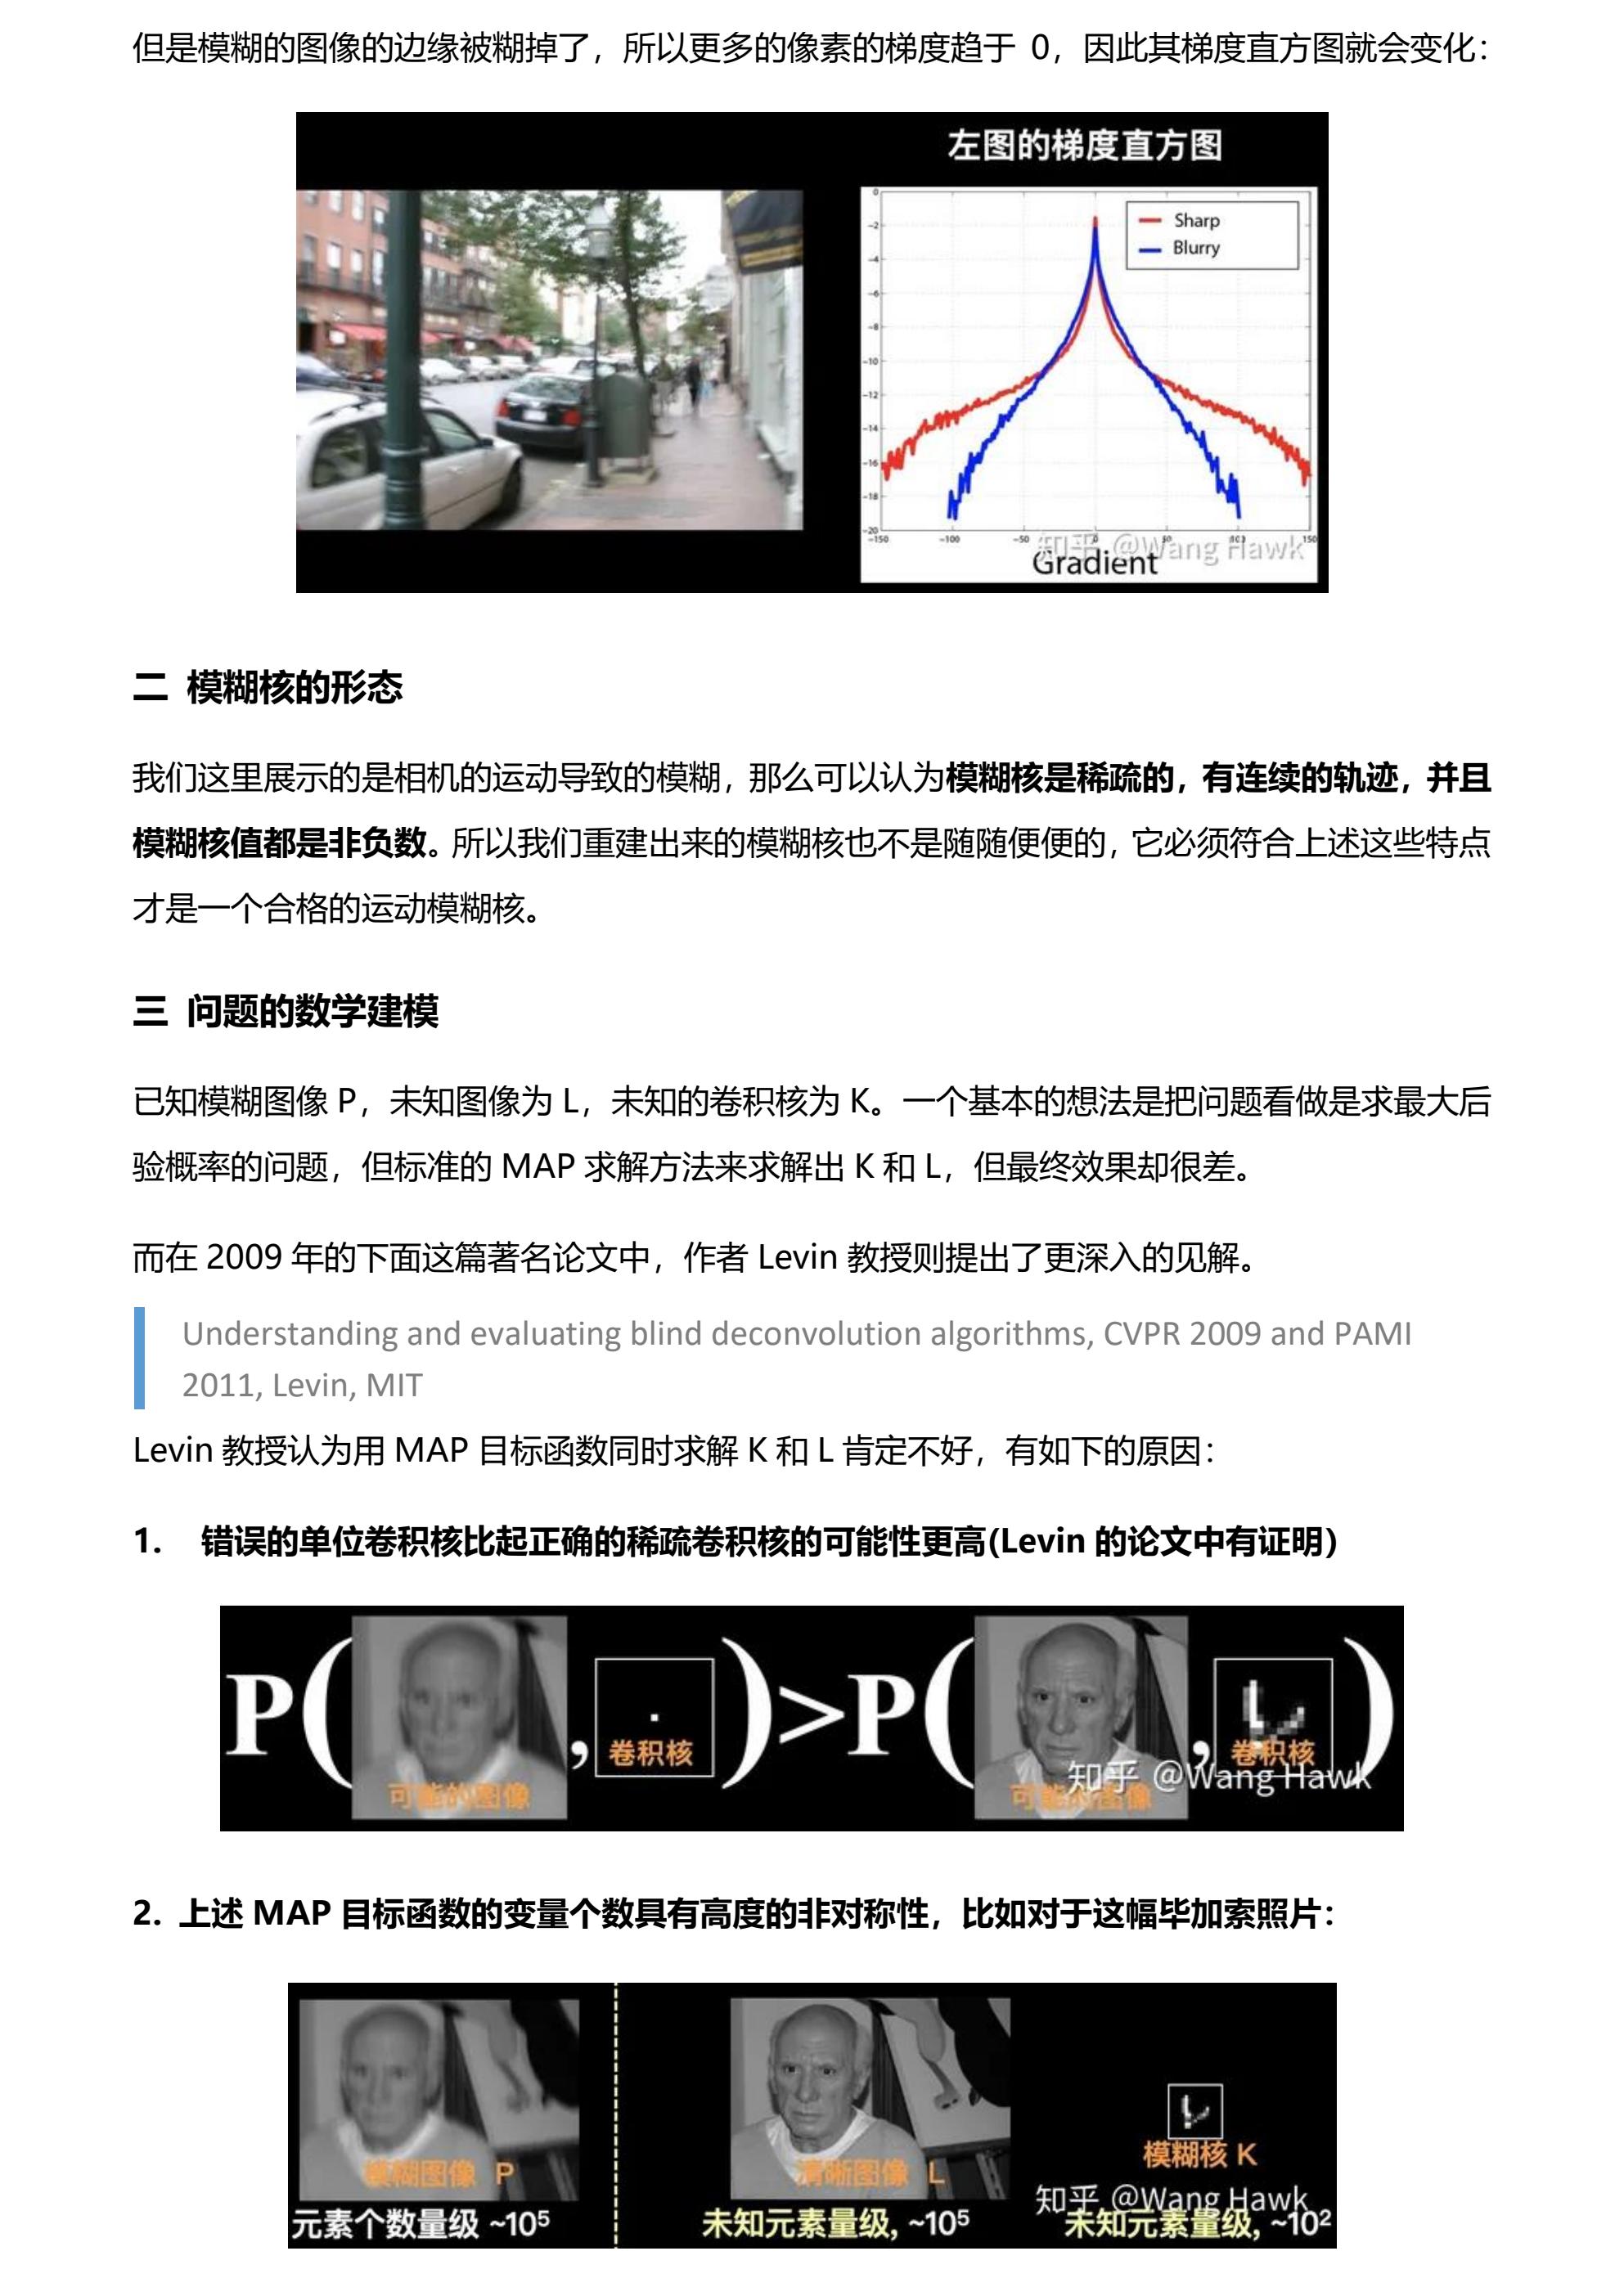 但是模糊的图像的边缘被糊掉了，所以更多的像素的梯度趋于 0，因此其梯度直方图就会变化：
左图的梯度直方图
Sharp
Blurry
0
-2
-4
-6
-8
-10
-12
-14
-16
-18
-20
-150 -100 -50 0 50 100 150
知乎 @Wang Hawk
Gradient
二 模糊核的形态
我们这里展示的是相机的运动导致的模糊，那么可以认为模糊核是稀疏的，有连续的轨迹，并且
模糊核值都是非负数。所以我们重建出来的模糊核也不是随随便便的，它必须符合上述这些特点
才是一个合格的运动模糊核。
三 问题的数学建模
已知模糊图像 P，未知图像为 L，未知的卷积核为 K。一个基本的想法是把问题看做是求最大后
验概率的问题，但标准的 MAP 求解方法来求解出 K 和 L，但最终效果却很差。
而在 2009 年的下面这篇著名论文中，作者 Levin 教授则提出了更深入的见解。
Understanding and evaluating blind deconvolution algorithms, CVPR 2009 and PAMI
2011, Levin, MIT
Levin 教授认为用 MAP 目标函数同时求解 K 和 L 肯定不好，有如下的原因：
1. 错误的单位卷积核比起正确的稀疏卷积核的可能性更高(Levin 的论文中有证明)
P( , )>P( , )
卷积核 卷积核
可能的图像 可能的图像
知乎 @Wang Hawk
2. 上述 MAP 目标函数的变量个数具有高度的非对称性，比如对于这幅毕加索照片：
模糊核 K
模糊图像 P 清晰图像 L
知乎 @Wang Hawk
元素个数量级 ~10⁵ 未知元素量级, ~10⁵ 未知元素量级, ~10²